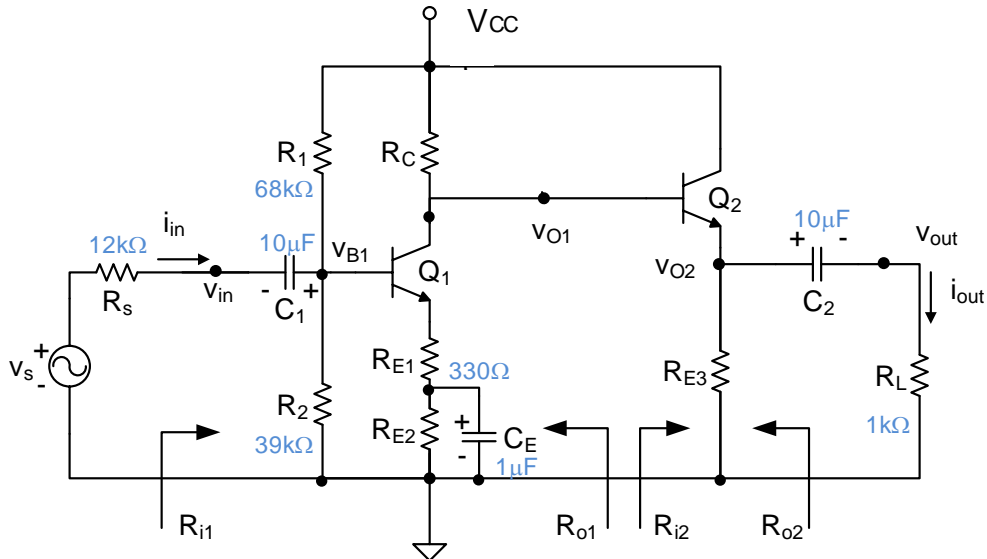 VCC
R1
68kΩ
RC
Q2
vO1
10μF
vout
iin
12kΩ
10μF
vB1
Q1
vO2
Rs
vin
- C1 +
+ -
C2
iout
vs
+
-
RE1
330Ω
RE3
RL
1kΩ
R2
39kΩ
RE2
+
-
CE
1μF
Ri1
Ro1
Ri2
Ro2